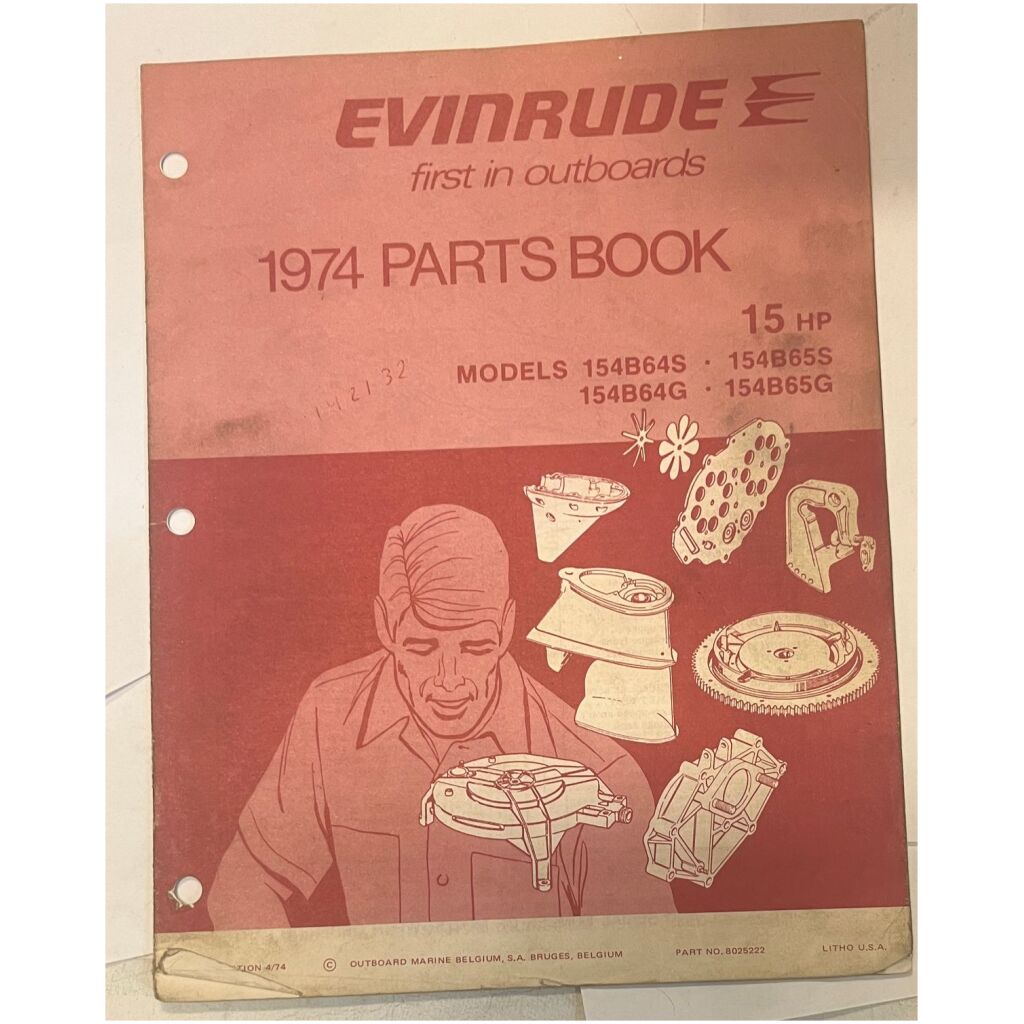 EVINRUDE
first in outboards
1974 PARTS BOOK
15 HP
MODELS 154B64S · 154B65S
154B64G · 154B65G
142132
TION 4/74 © OUTBOARD MARINE BELGIUM, S.A. BRUGES, BELGIUM PART NO. 8025222 LITHO U.S.A.